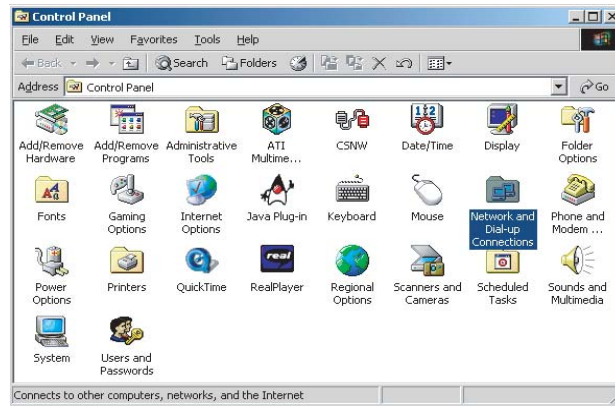 Control Panel
File Edit View Favorites Tools Help
Back Search Folders
Address Control Panel Go
Add/Remove Hardware
Add/Remove Programs
Administrative Tools
ATI Multime...
CSNW
Date/Time
Display
Folder Options
Fonts
Gaming Options
Internet Options
Java Plug-in
Keyboard
Mouse
Network and Dial-up Connections
Phone and Modem ...
Power Options
Printers
QuickTime
real
RealPlayer
Regional Options
Scanners and Cameras
Scheduled Tasks
Sounds and Multimedia
System
Users and Passwords
Connects to other computers, networks, and the Internet